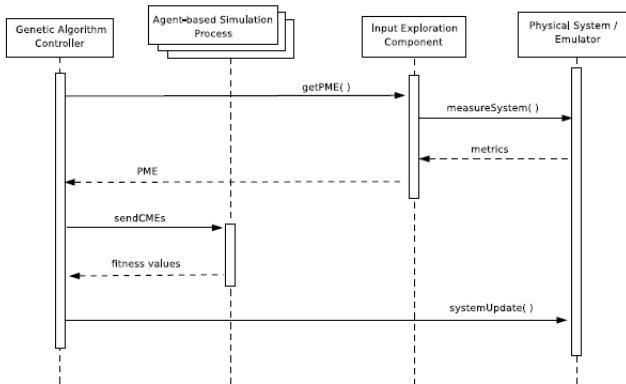 Genetic Algorithm
Controller
Agent-based Simulation
Process
Input Exploration
Component
Physical System /
Emulator
getPME( )
measureSystem( )
metrics
PME
sendCMEs
fitness values
systemUpdate( )